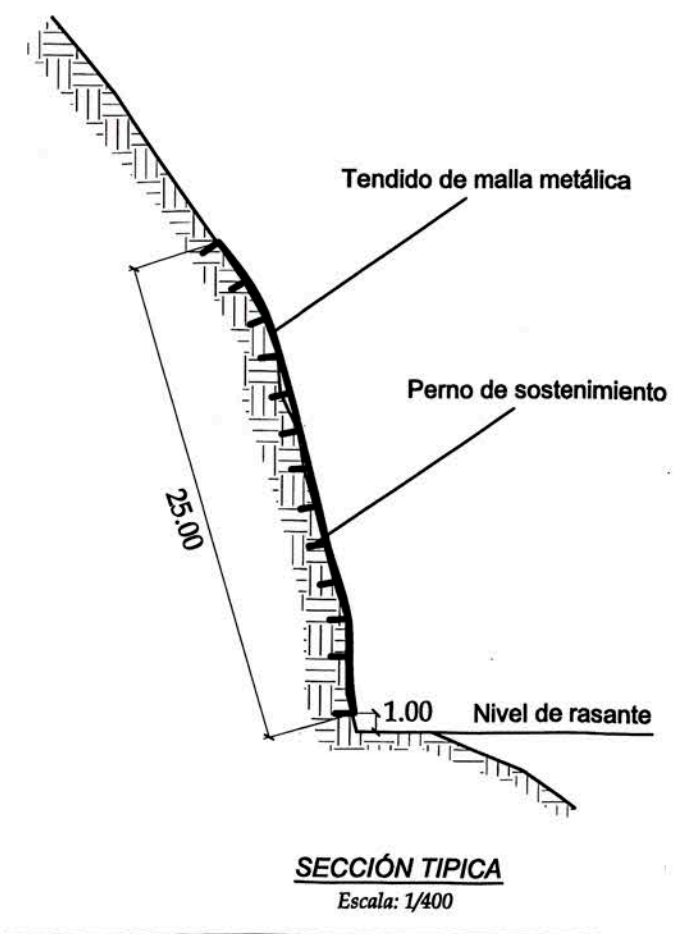 Tendido de malla metálica
Perno de sostenimiento
25.00
1.00
Nivel de rasante
SECCIÓN TIPICA
Escala: 1/400